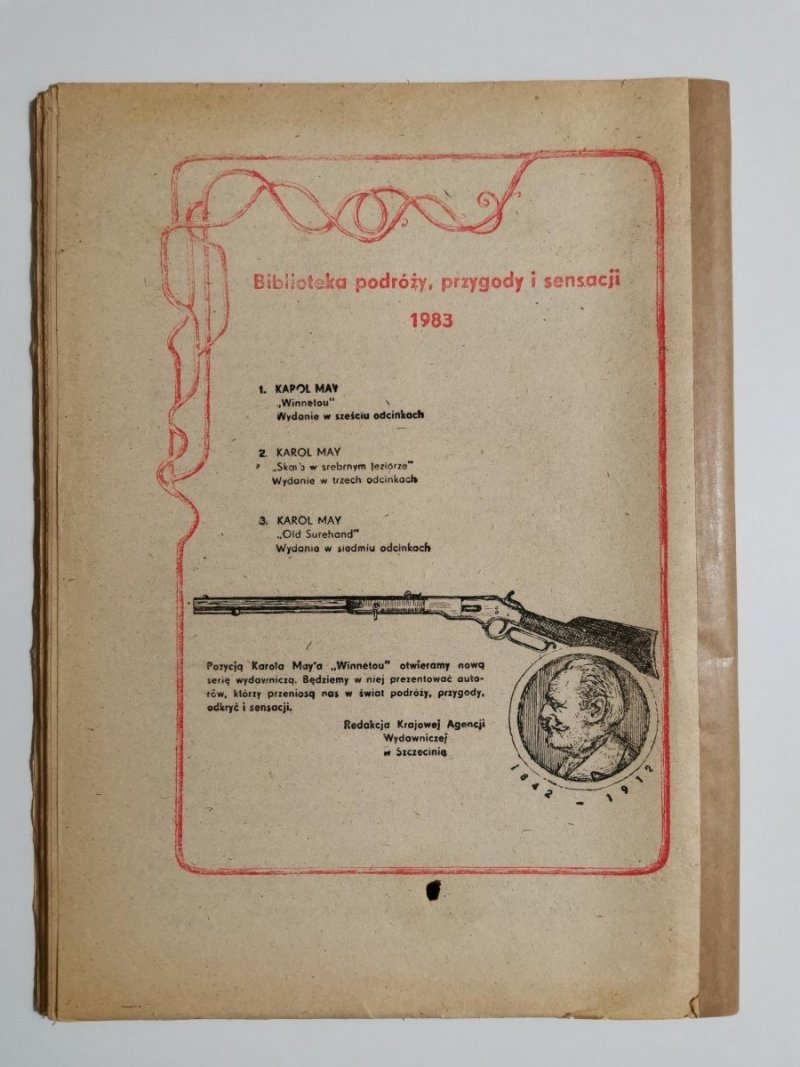 Biblioteka podróży, przygody i sensacji
1983
1. KAROL MAY
„Winnetou”
Wydanie w sześciu odcinkach
2. KAROL MAY
„Skarb w srebrnym jeziorze”
Wydanie w trzech odcinkach
3. KAROL MAY
„Old Surehand”
Wydanie w siedmiu odcinkach
Pozycją Karola May'a „Winnetou” otwieramy nową
serię wydawniczą. Będziemy w niej prezentować auto-
rów, którzy przeniosą nas w świat podróży, przygody,
odkryć i sensacji.
Redakcja Krajowej Agencji
Wydawniczej
w Szczecinie
1842 – 1912